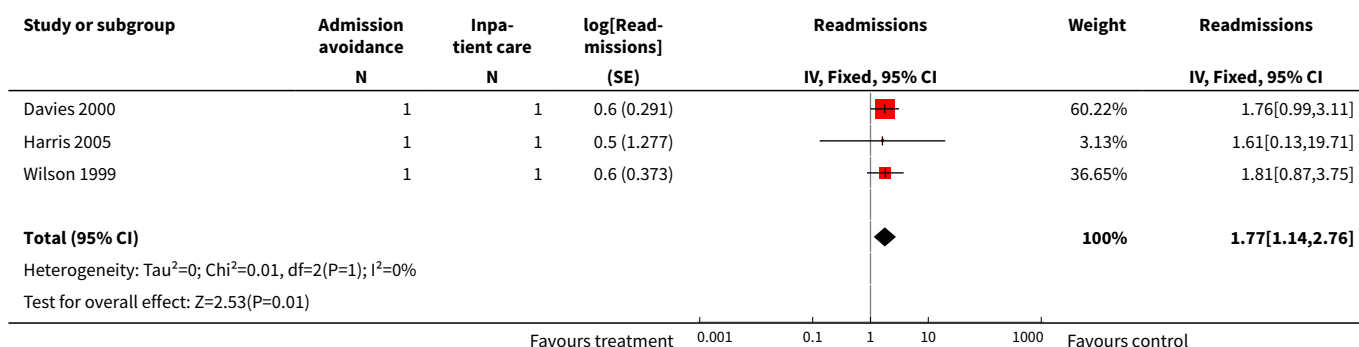 Study or subgroup Admission avoidance Inpa-tient care log[Read-missions] Readmissions Weight Readmissions
N N (SE) IV, Fixed, 95% CI IV, Fixed, 95% CI
Davies 2000 1 1 0.6 (0.291) 60.22% 1.76[0.99,3.11]
Harris 2005 1 1 0.5 (1.277) 3.13% 1.61[0.13,19.71]
Wilson 1999 1 1 0.6 (0.373) 36.65% 1.81[0.87,3.75]
Total (95% CI) 100% 1.77[1.14,2.76]
Heterogeneity: Tau²=0; Chi²=0.01, df=2(P=1); I²=0%
Test for overall effect: Z=2.53(P=0.01)
Favours treatment 0.001 0.1 1 10 1000 Favours control